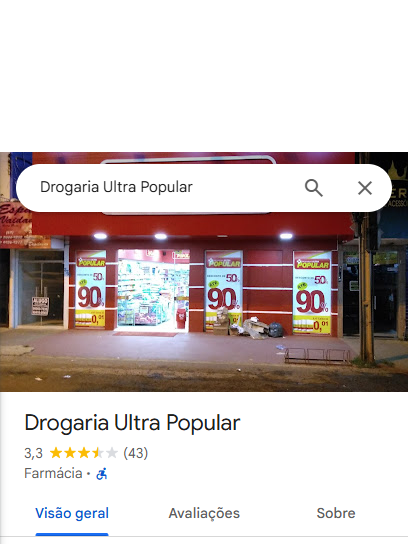 Drogaria Ultra Popular
POPULAR
50%
90%
0,01
POPULAR
50%
90%
POPULAR
50%
90%
0,01
ALUGO
Drogaria Ultra Popular
3,3 (43)
Farmácia ·
Visão geral Avaliações Sobre